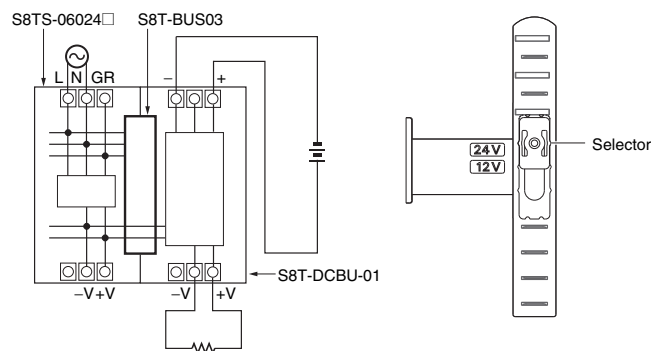 S8TS-06024□
S8T-BUS03
L N GR
− +
−V +V
−V +V
S8T-DCBU-01
24V
12V
Selector